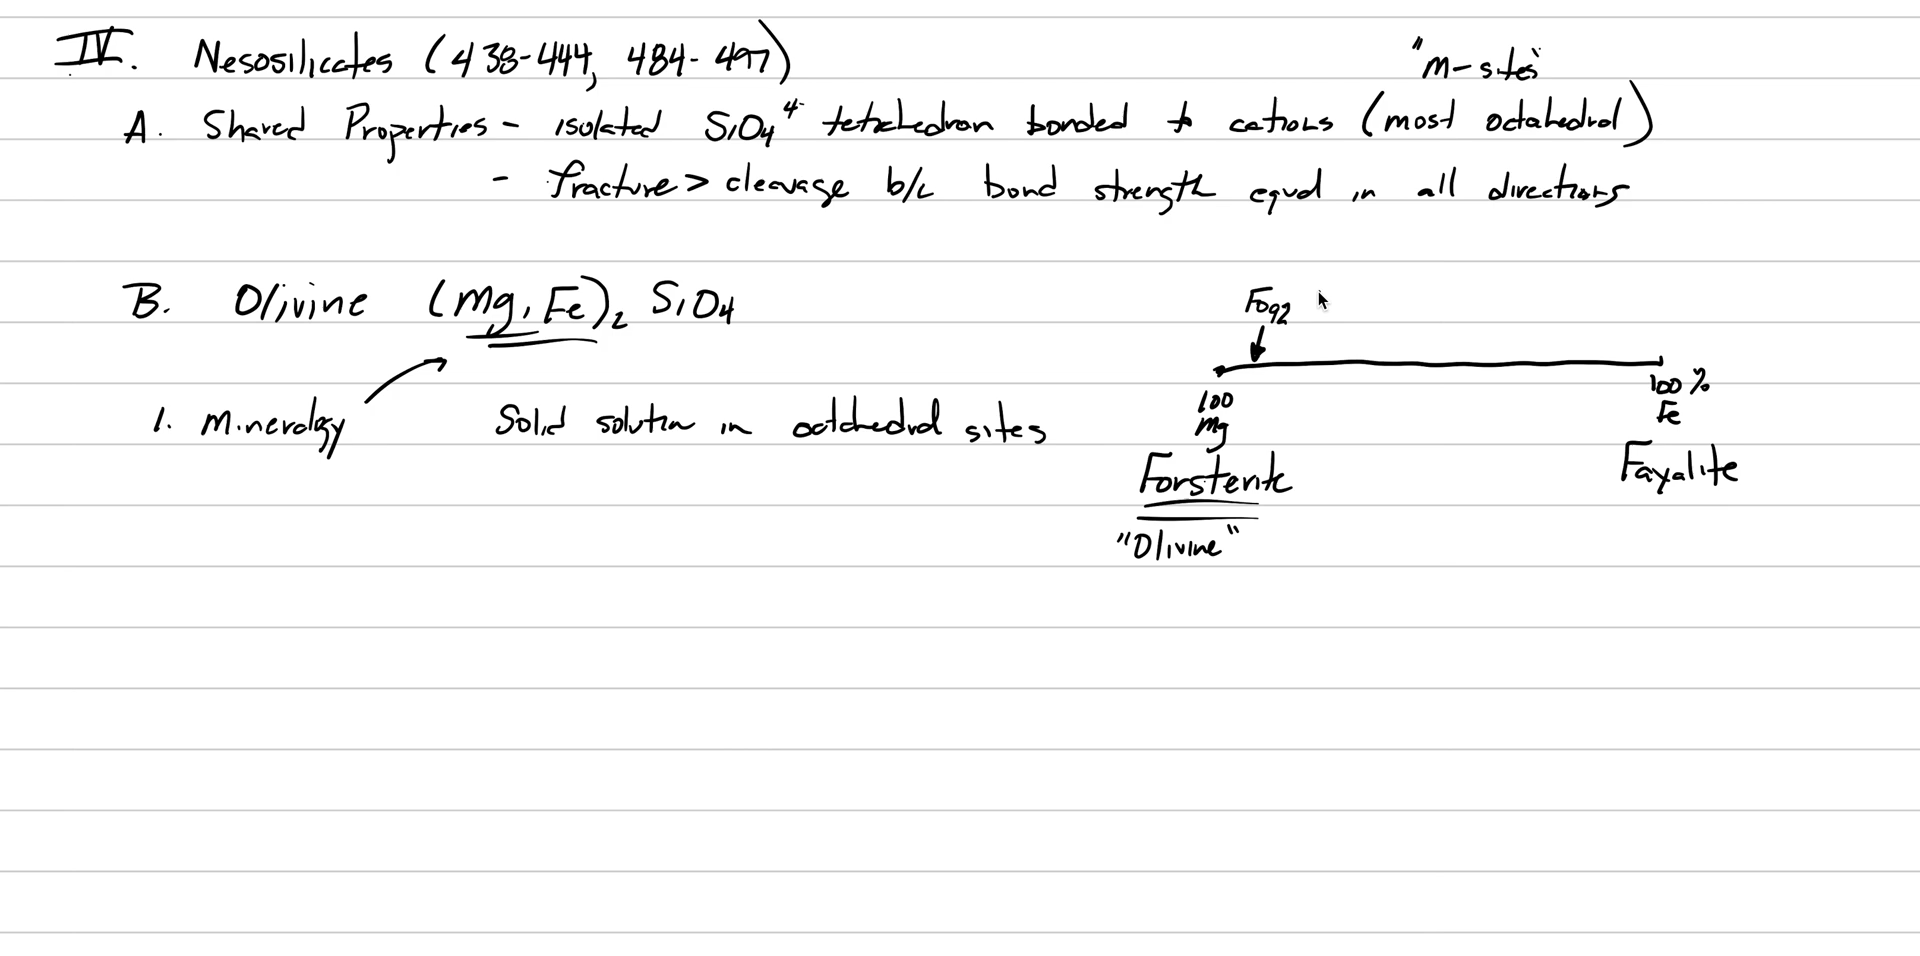 IV. Nesosilicates (438-444, 484-497)
"m-sites"
A. Shared Properties - isolated SiO4 4- tetrahedron bonded to cations (most octahedral)
- fracture > cleavage b/c bond strength equal in all directions
B. Olivine (Mg, Fe)2 SiO4
Fo92
1. Mineralogy Solid solution in octahedral sites
100 Mg
100% Fe
Forsterite
Fayalite
"Olivine"